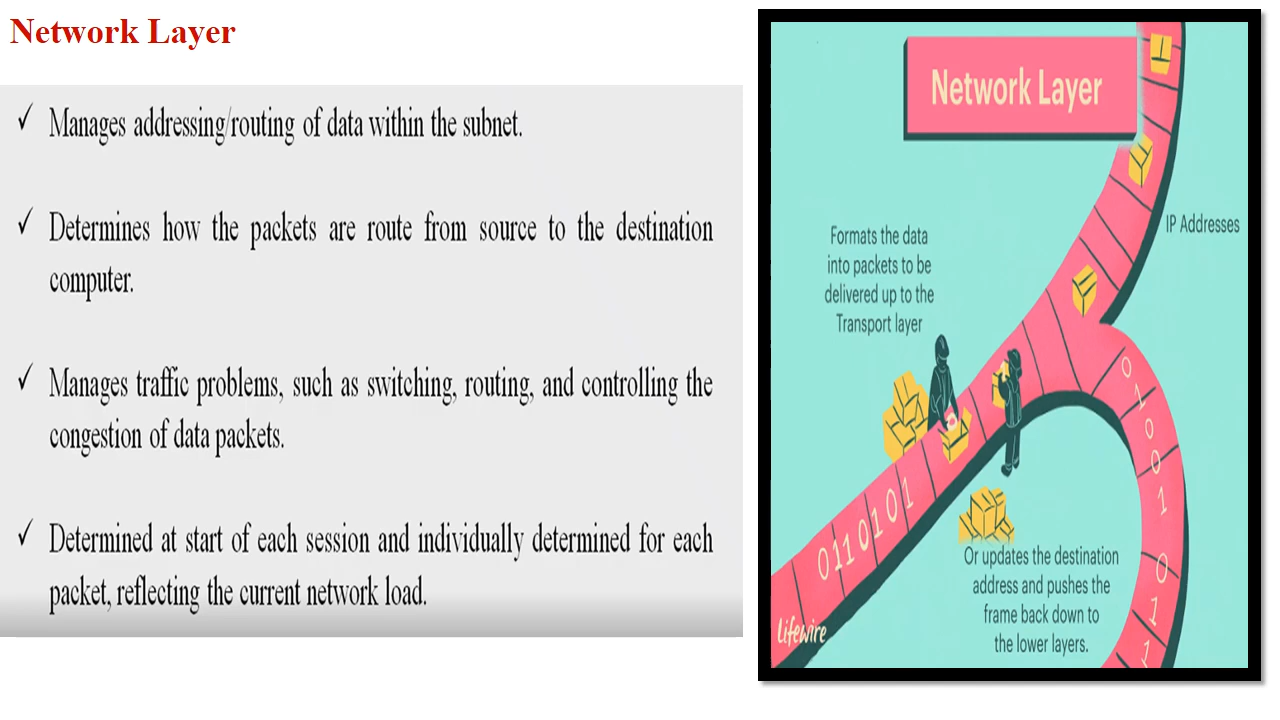 Network Layer
✓ Manages addressing/routing of data within the subnet.
✓ Determines how the packets are route from source to the destination
computer.
✓ Manages traffic problems, such as switching, routing, and controlling the
congestion of data packets.
✓ Determined at start of each session and individually determined for each
packet, reflecting the current network load.
Network Layer
IP Addresses
Formats the data
into packets to be
delivered up to the
Transport layer
0110101
01001011
Or updates the destination
address and pushes the
frame back down to
the lower layers.
lifewire